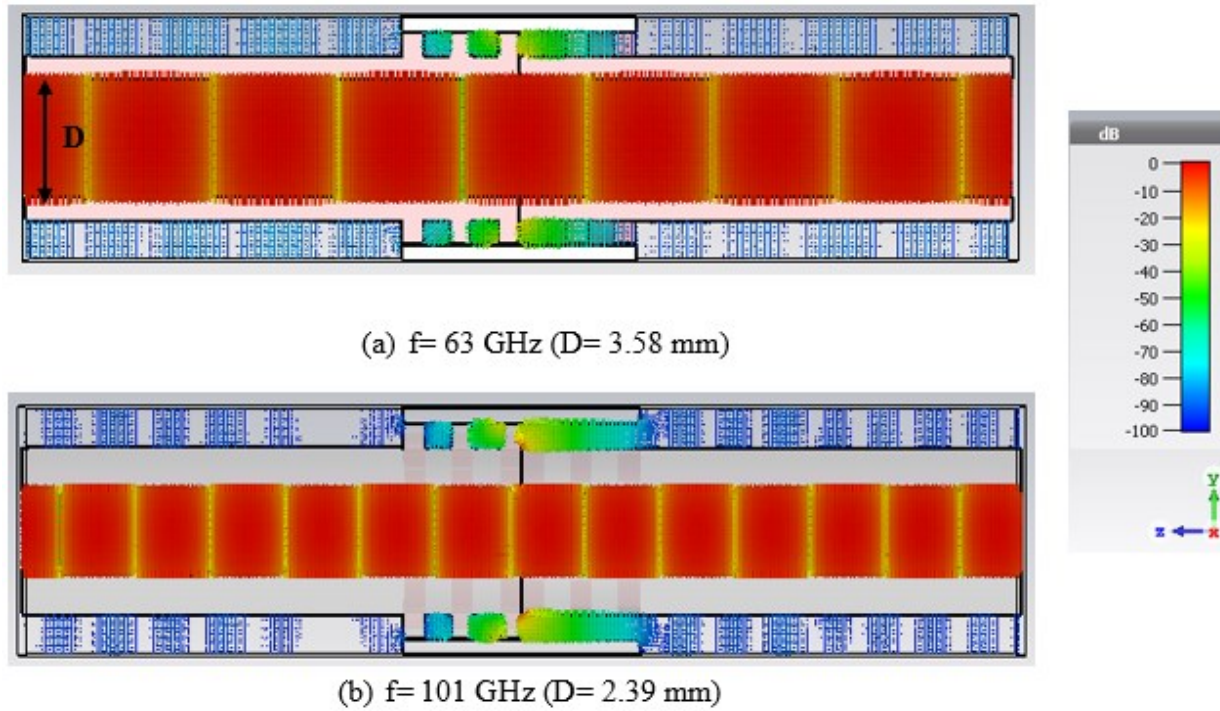 D
(a) f= 63 GHz (D= 3.58 mm)
(b) f= 101 GHz (D= 2.39 mm)
dB
0
-10
-20
-30
-40
-50
-60
-70
-80
-90
-100
y
z
x